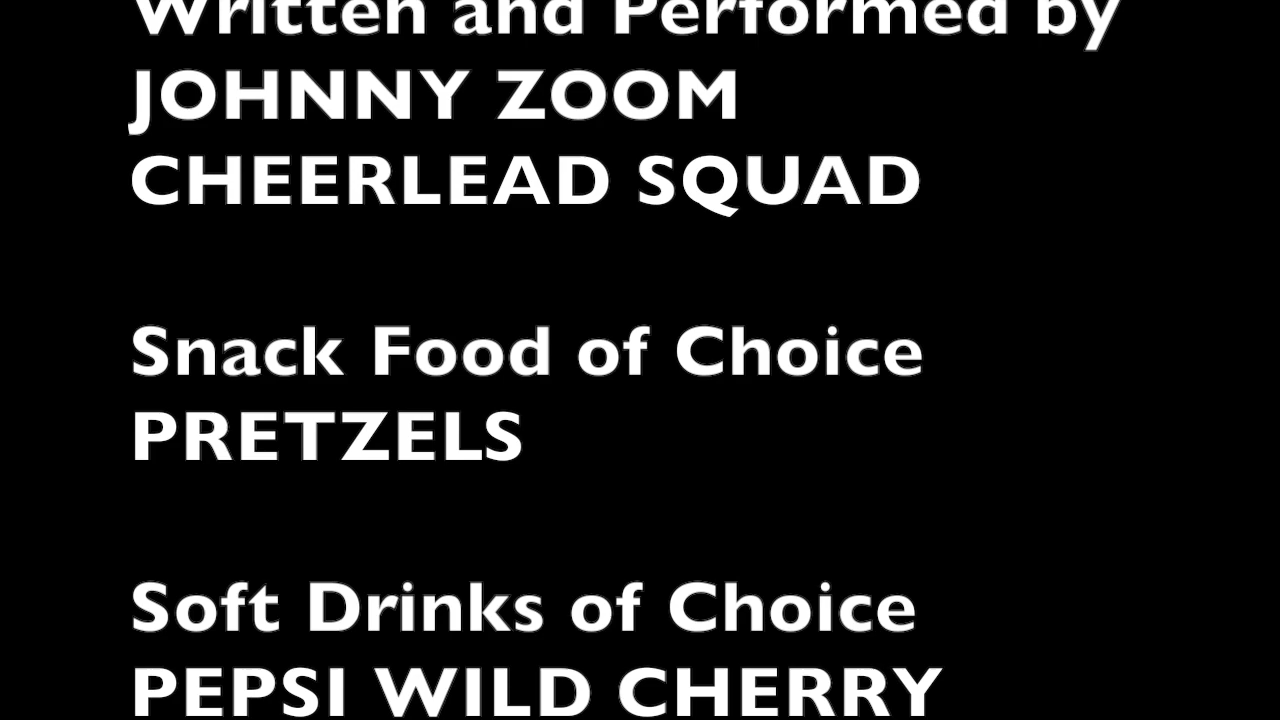 Written and Performed by
JOHNNY ZOOM
CHEERLEAD SQUAD
Snack Food of Choice
PRETZELS
Soft Drinks of Choice
PEPSI WILD CHERRY